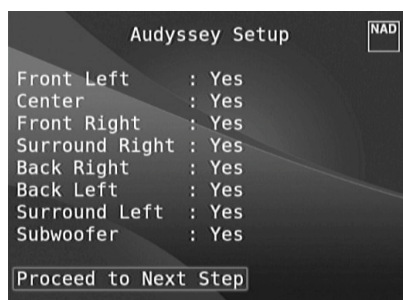 Audyssey Setup
NAD
Front Left : Yes
Center : Yes
Front Right : Yes
Surround Right : Yes
Back Right : Yes
Back Left : Yes
Surround Left : Yes
Subwoofer : Yes
Proceed to Next Step